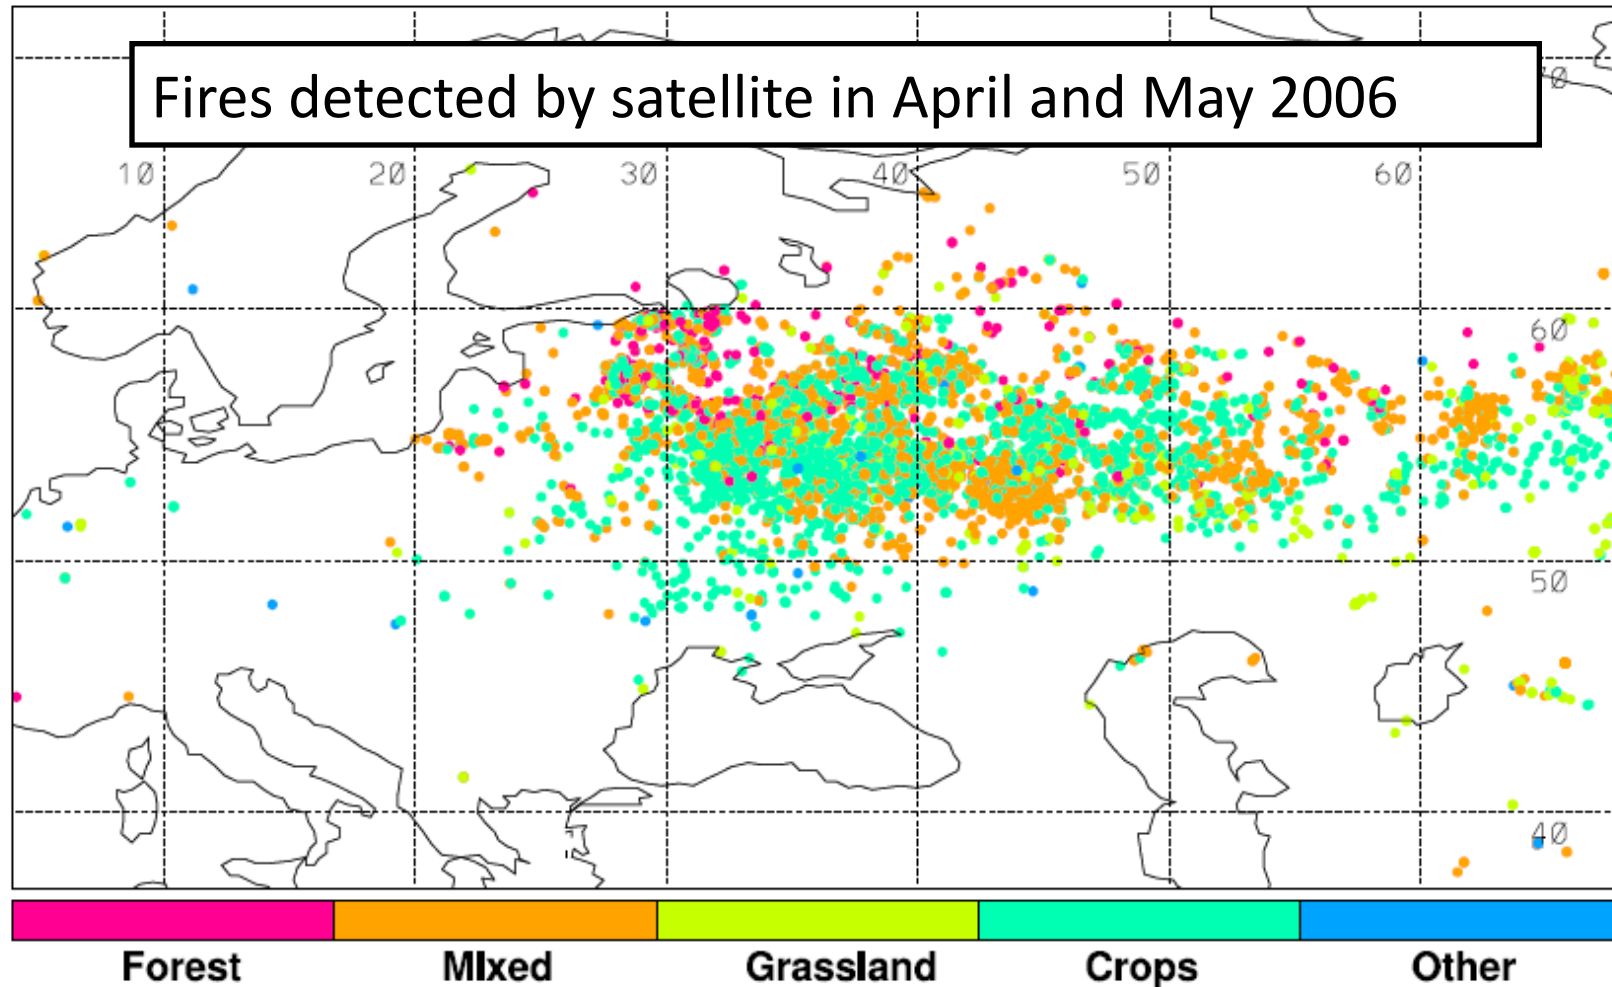 Fires detected by satellite in April and May 2006
10 20 30 40 50 60
60
50
40
Forest MIxed Grassland Crops Other